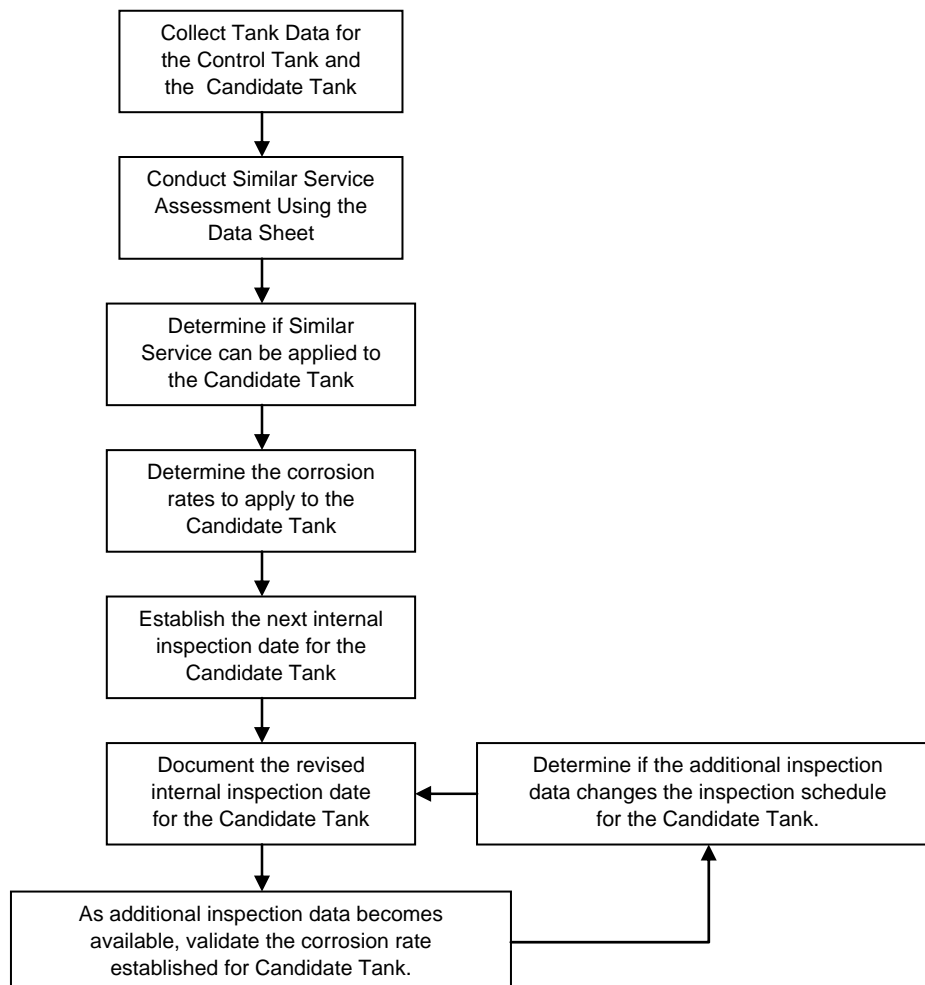 Collect Tank Data for
the Control Tank and
the Candidate Tank
Conduct Similar Service
Assessment Using the
Data Sheet
Determine if Similar
Service can be applied to
the Candidate Tank
Determine the corrosion
rates to apply to the
Candidate Tank
Establish the next internal
inspection date for the
Candidate Tank
Document the revised
internal inspection date
for the Candidate Tank
Determine if the additional inspection
data changes the inspection schedule
for the Candidate Tank.
As additional inspection data becomes
available, validate the corrosion rate
established for Candidate Tank.